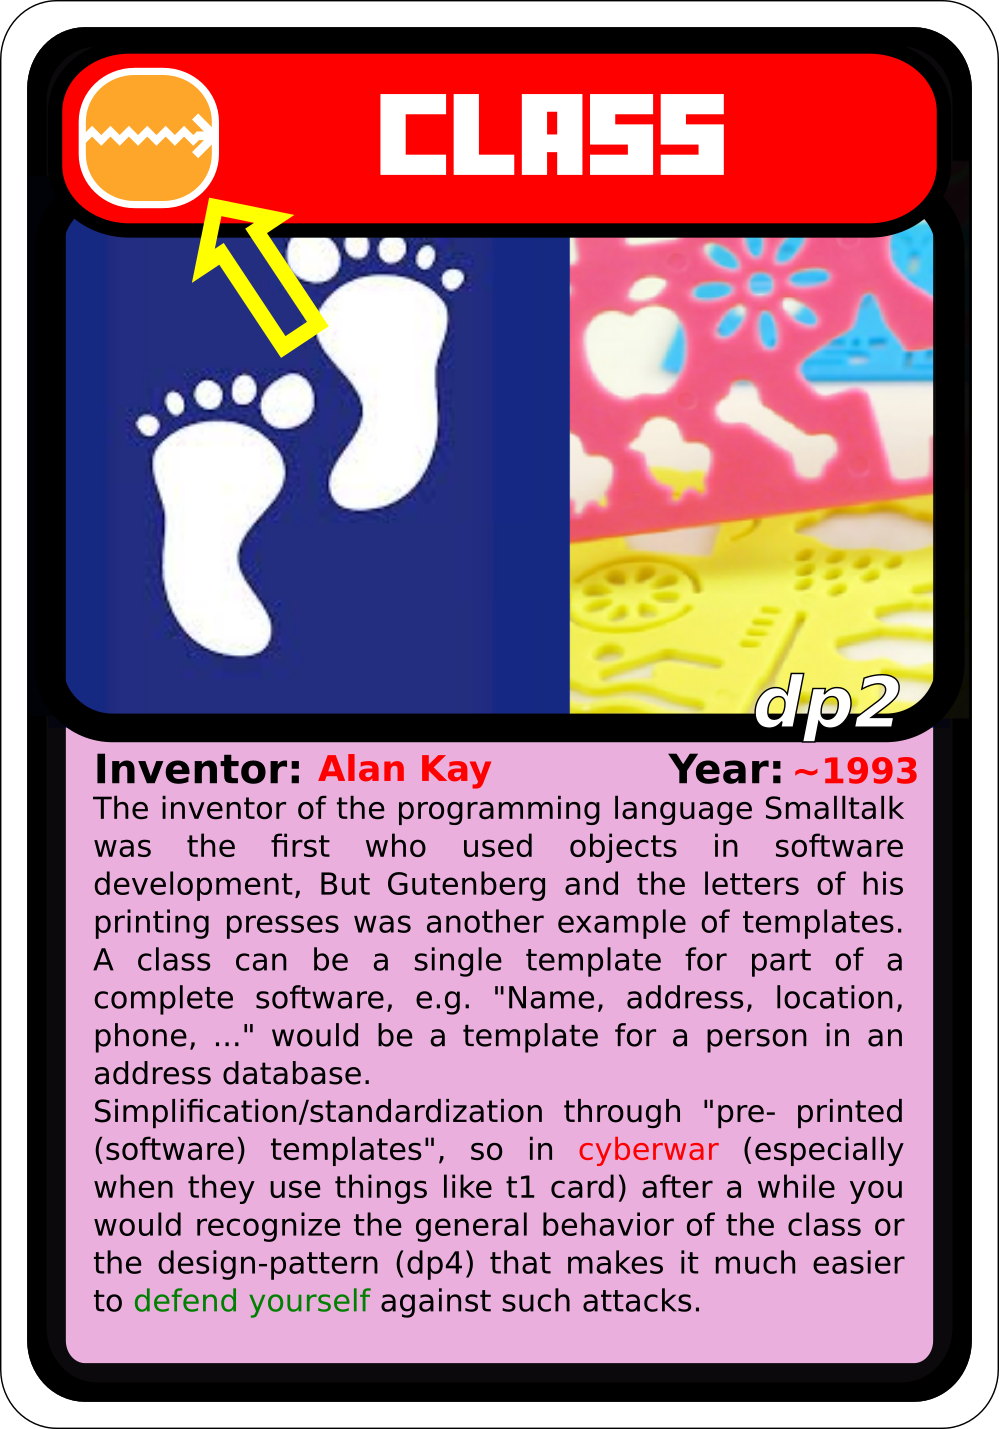 CLASS
dp2
Inventor: Alan Kay Year: ~1993
The inventor of the programming language Smalltalk
was the first who used objects in software
development, But Gutenberg and the letters of his
printing presses was another example of templates.
A class can be a single template for part of a
complete software, e.g. "Name, address, location,
phone, ..." would be a template for a person in an
address database.
Simplification/standardization through "pre- printed
(software) templates", so in cyberwar (especially
when they use things like t1 card) after a while you
would recognize the general behavior of the class or
the design-pattern (dp4) that makes it much easier
to defend yourself against such attacks.